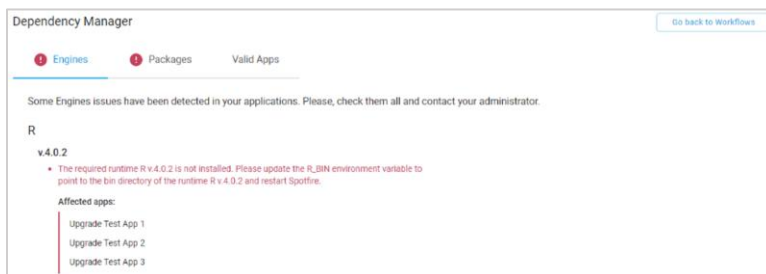 Dependency Manager
Go back to Workflows
! Engines
! Packages
Valid Apps
Some Engines issues have been detected in your applications. Please, check them all and contact your administrator.
R
v.4.0.2
• The required runtime R v.4.0.2 is not installed. Please update the R_BIN environment variable to
point to the bin directory of the runtime R v.4.0.2 and restart Spotfire.
Affected apps:
Upgrade Test App 1
Upgrade Test App 2
Upgrade Test App 3